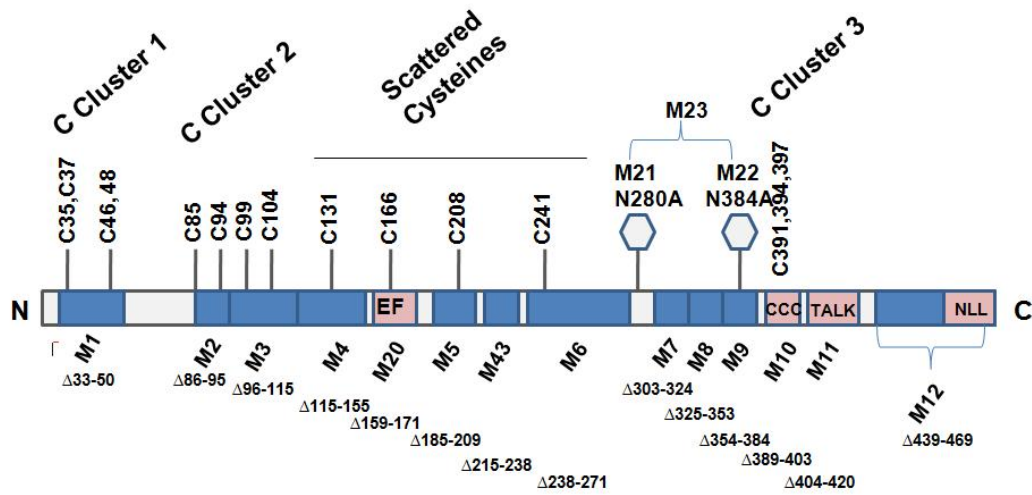 C Cluster 1
C Cluster 2
Scattered
Cysteines
C Cluster 3
M23
M21
N280A
M22
N384A
C35,C37
C46,48
C85
C94
C99
C104
C131
C166
C208
C241
C391,394,397
N
EF
CCC
TALK
NLL
C
M1
M2
M3
M4
M20
M5
M43
M6
M7
M8
M9
M10
M11
M12
Δ33-50
Δ86-95
Δ96-115
Δ115-155
Δ159-171
Δ185-209
Δ215-238
Δ238-271
Δ303-324
Δ325-353
Δ354-384
Δ389-403
Δ404-420
Δ439-469